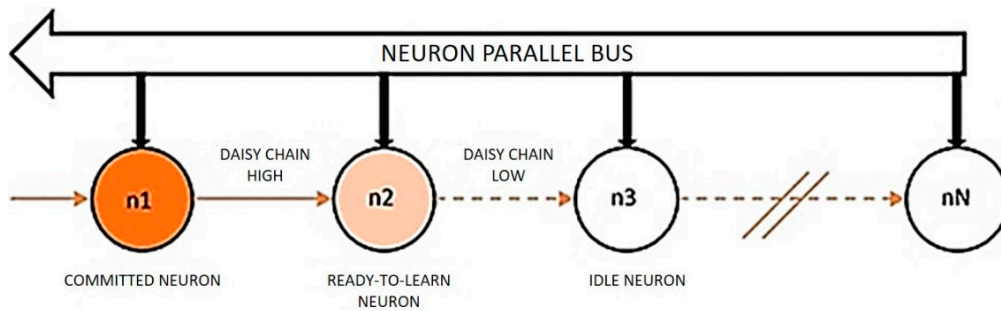 NEURON PARALLEL BUS
DAISY CHAIN
HIGH
DAISY CHAIN
LOW
n1
n2
n3
nN
COMMITTED NEURON
READY-TO-LEARN
NEURON
IDLE NEURON